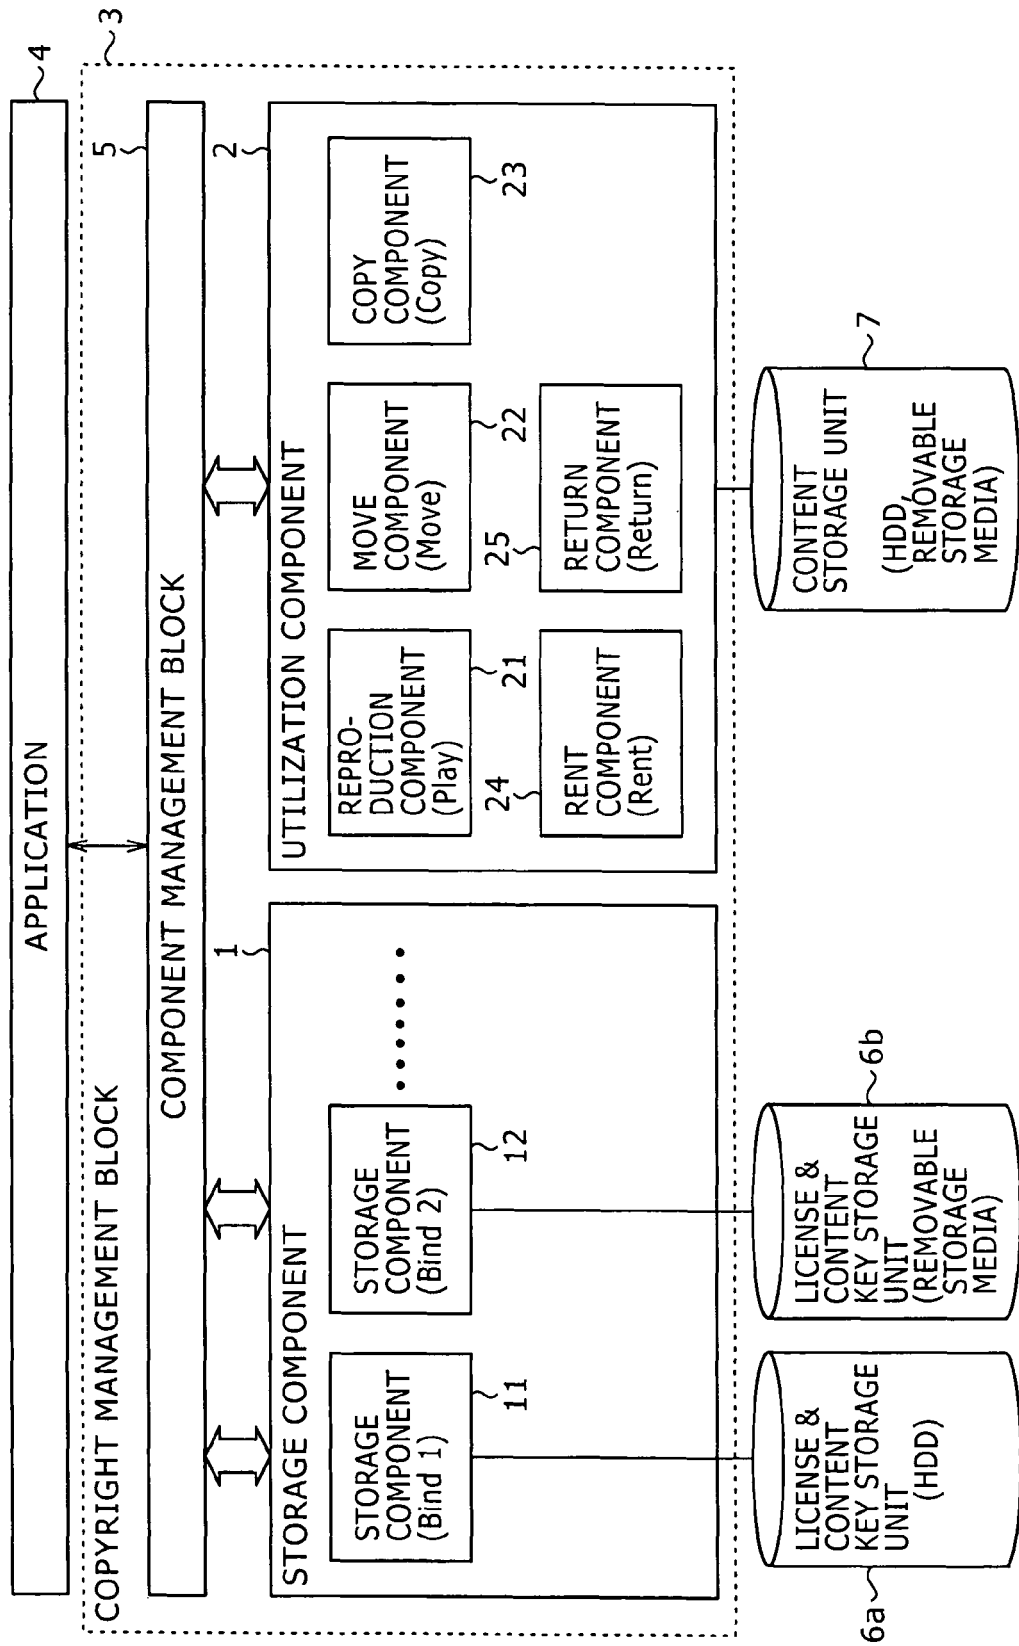 APPLICATION
4
COPYRIGHT MANAGEMENT BLOCK
3
COMPONENT MANAGEMENT BLOCK
5
STORAGE COMPONENT
1
STORAGE
COMPONENT
(Bind 1)
11
STORAGE
COMPONENT
(Bind 2)
12
UTILIZATION COMPONENT
2
REPRO-
DUCTION
COMPONENT
(Play)
21
MOVE
COMPONENT
(Move)
22
COPY
COMPONENT
(Copy)
23
24
RENT
COMPONENT
(Rent)
25
RETURN
COMPONENT
(Return)
6a
LICENSE &
CONTENT
KEY STORAGE
UNIT
(HDD)
LICENSE &
CONTENT
KEY STORAGE
UNIT
(REMOVABLE
STORAGE
MEDIA)
6b
CONTENT
STORAGE UNIT
(HDD,
REMOVABLE
STORAGE
MEDIA)
7